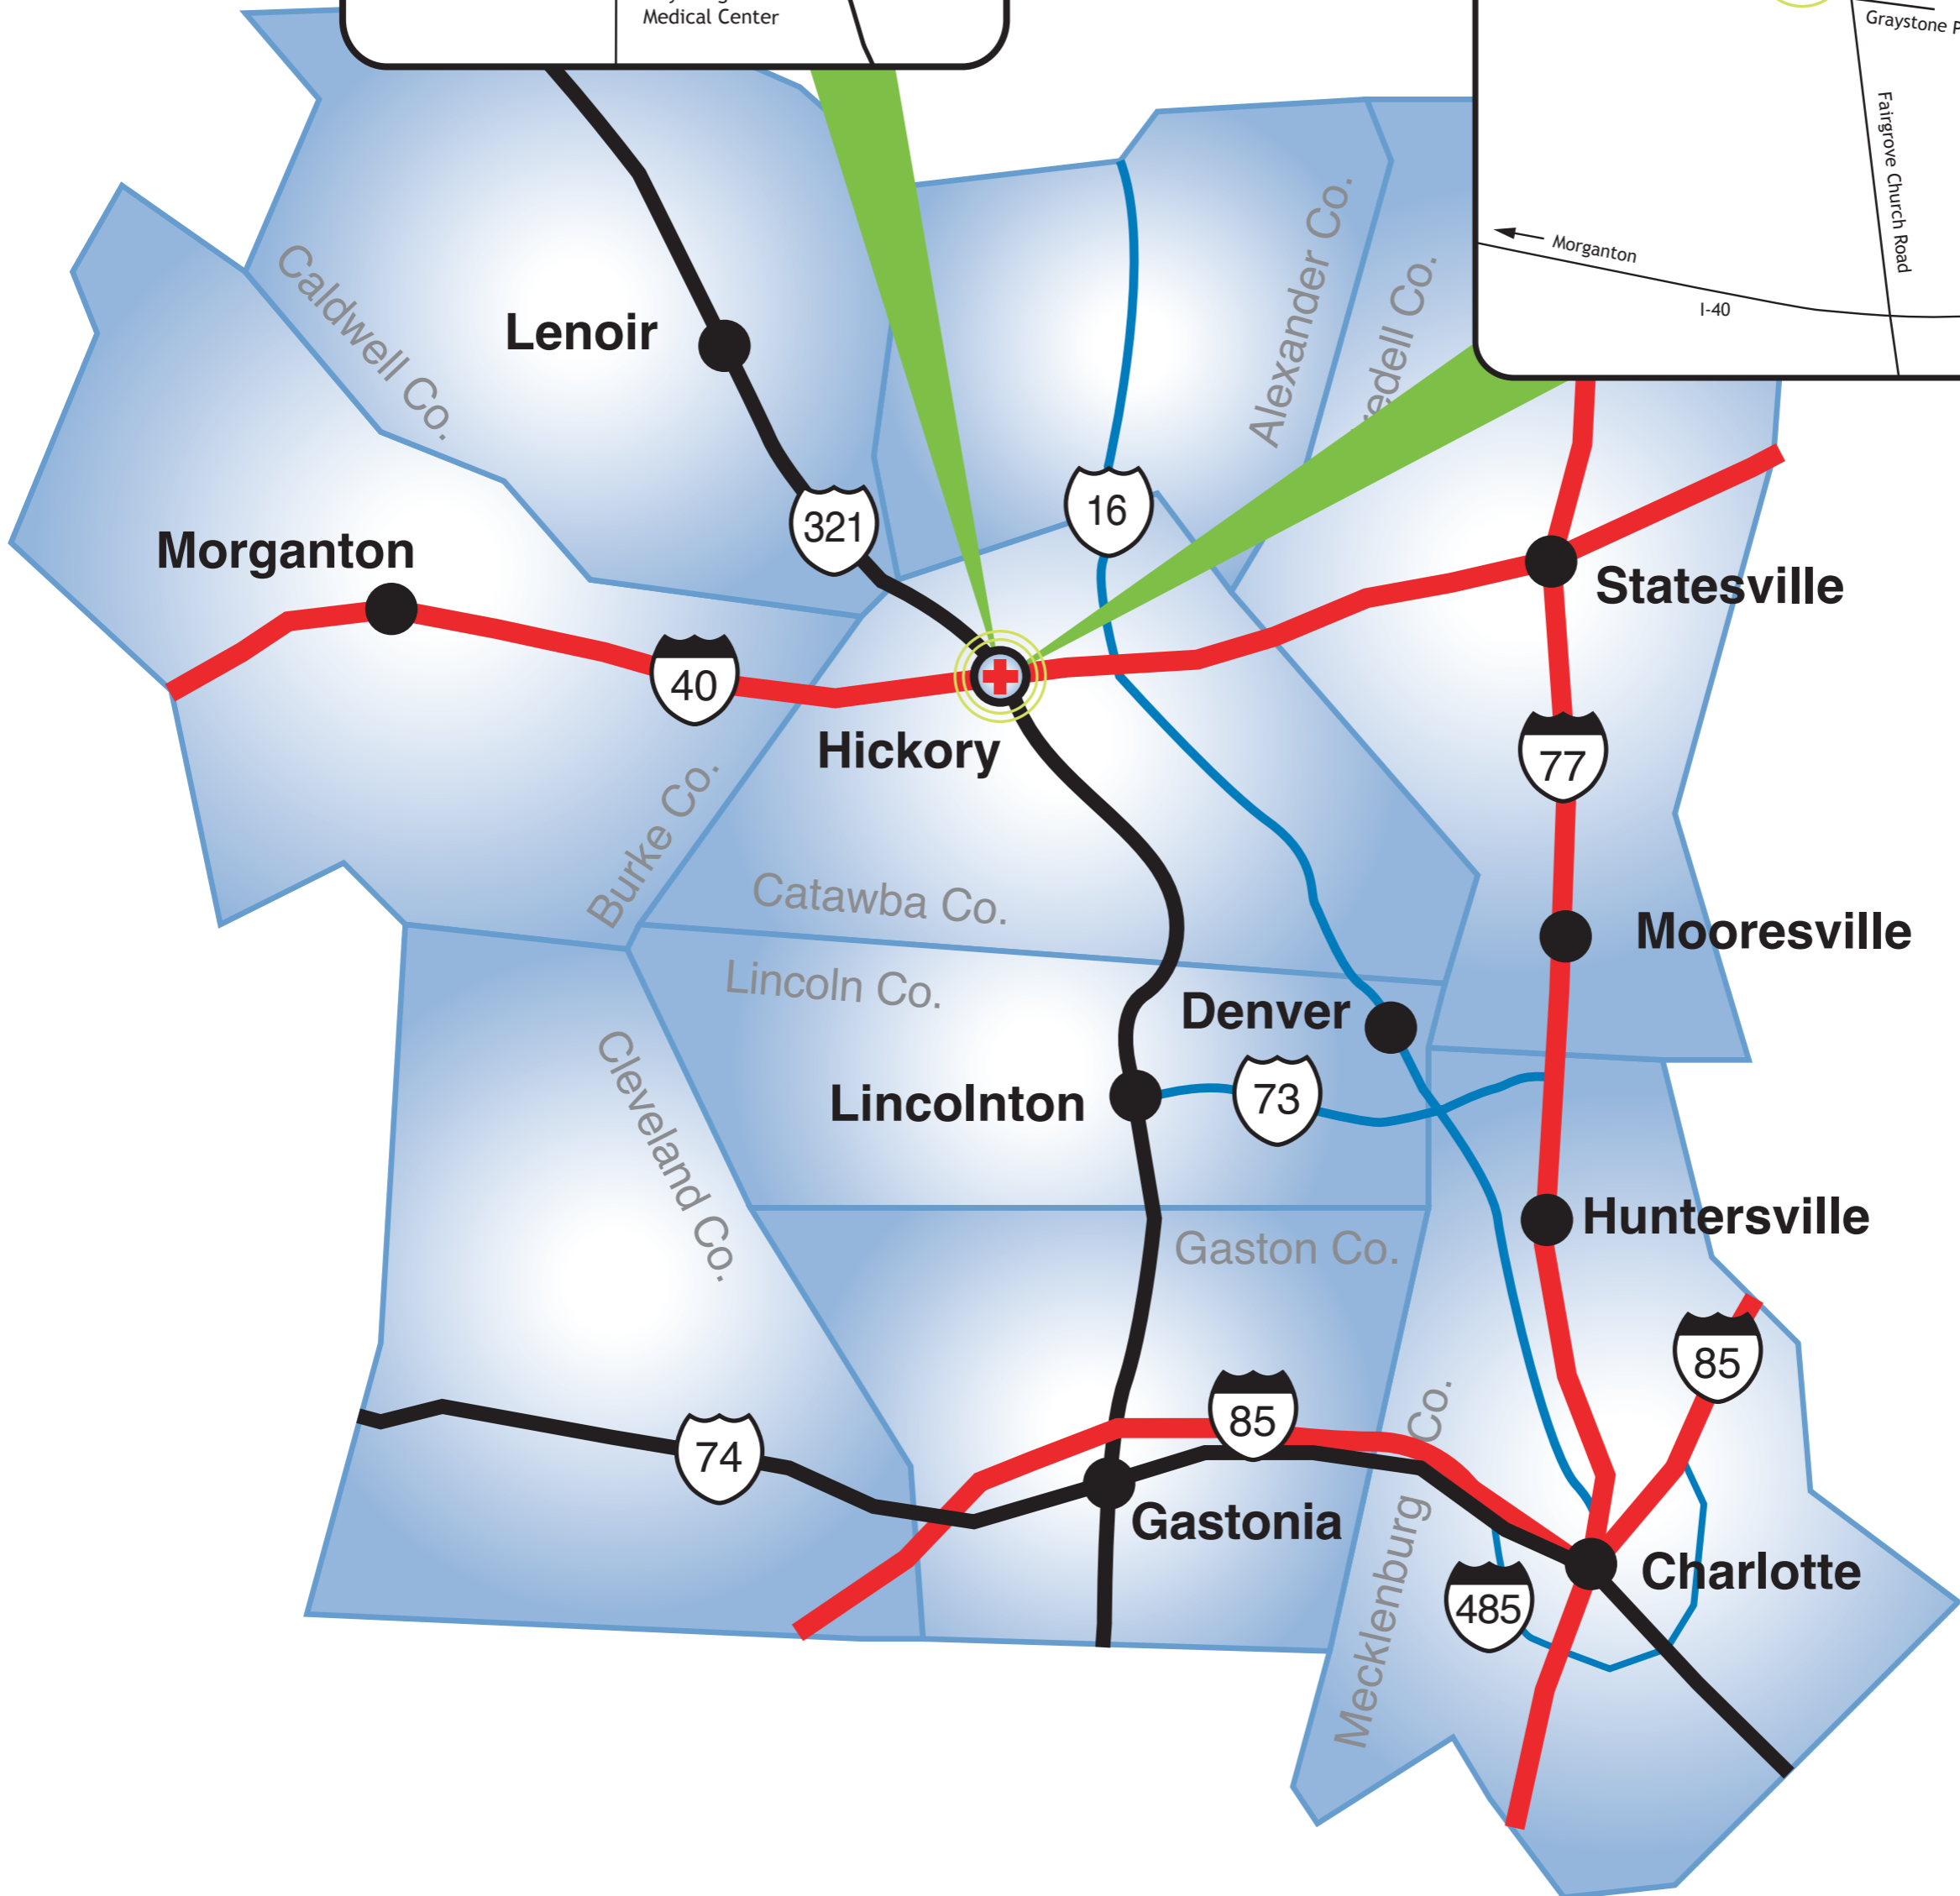 Medical Center
Graystone
Fairgrove Church Road
Morganton
I-40
Caldwell Co.
Alexander Co.
Lenoir
16
321
Morganton
Statesville
40
Hickory
77
Burke Co.
Catawba Co.
Mooresville
Lincoln Co.
Denver
Cleveland Co.
Lincolnton
73
Huntersville
Gaston Co.
85
85
74
Mecklenburg Co.
Gastonia
Charlotte
485